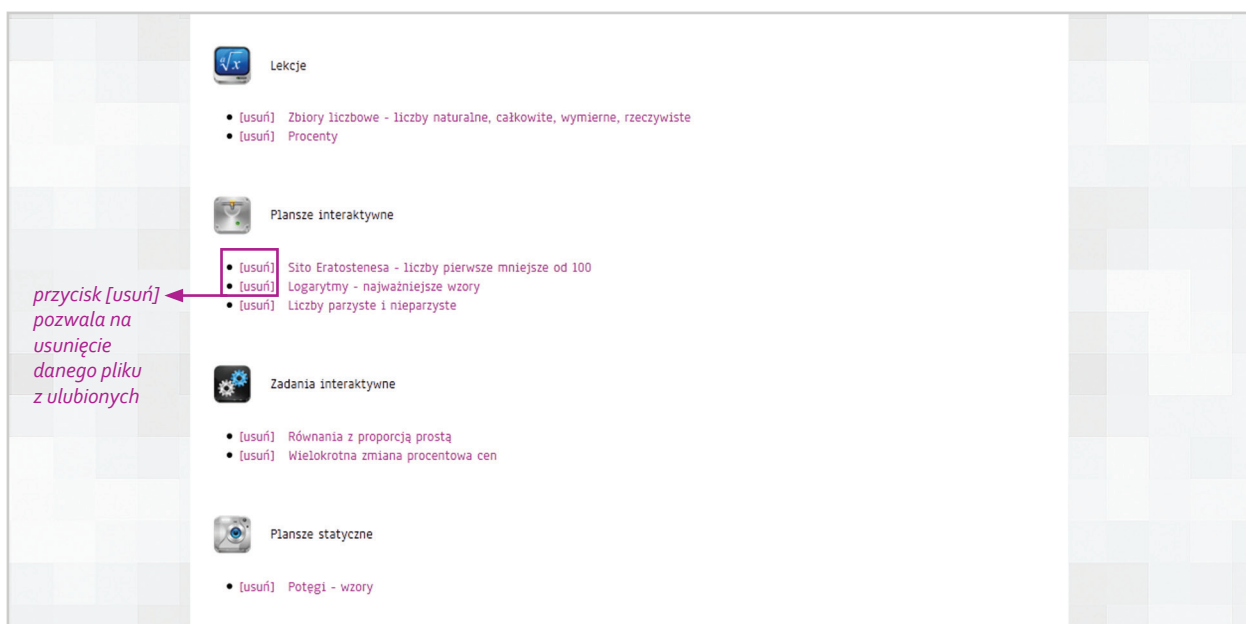 Lekcje
[usuń] Zbiory liczbowe - liczby naturalne, całkowite, wymierne, rzeczywiste
[usuń] Procenty
Plansze interaktywne
[usuń] Sito Eratostenesa - liczby pierwsze mniejsze od 100
[usuń] Logarytmy - najważniejsze wzory
[usuń] Liczby parzyste i nieparzyste
przycisk [usuń]
pozwala na
usunięcie
danego pliku
z ulubionych
Zadania interaktywne
[usuń] Równania z proporcją prostą
[usuń] Wielokrotna zmiana procentowa cen
Plansze statyczne
[usuń] Potęgi - wzory